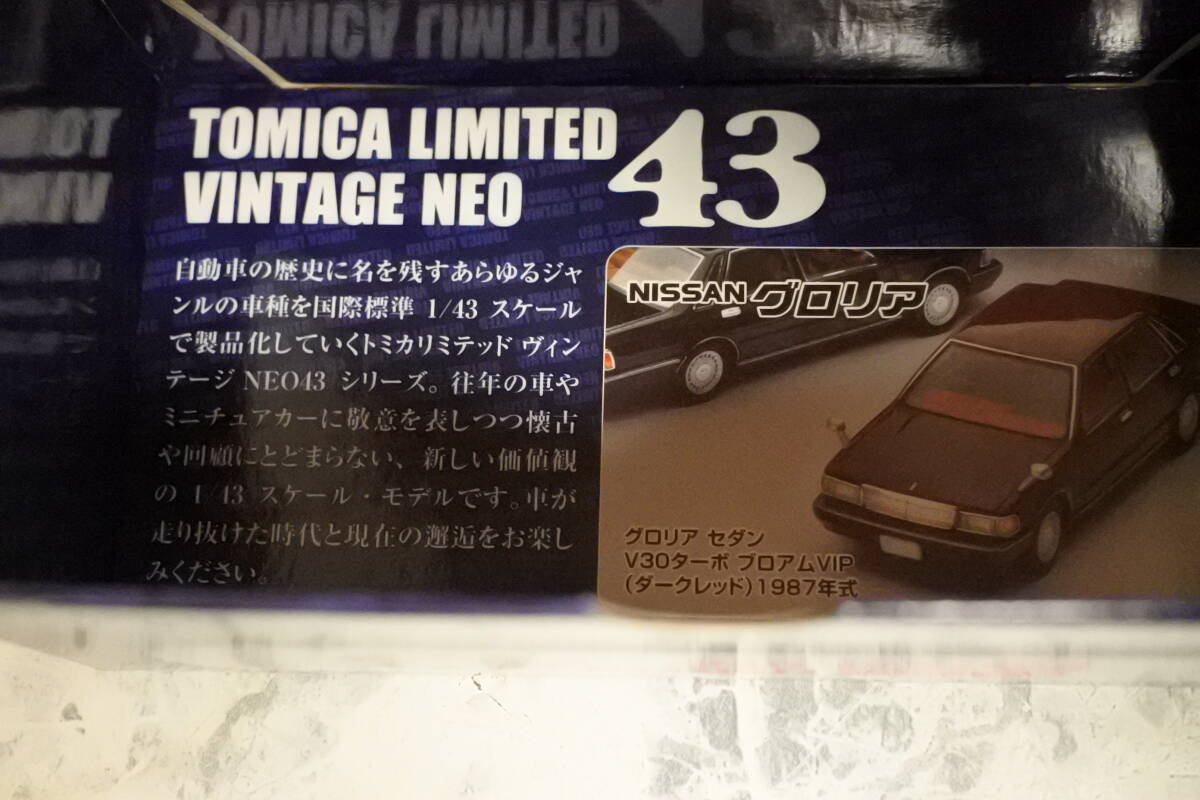 TOMICA LIMITED
TOMICA LIMITED
VINTAGE NEO
43
自動車の歴史に名を残すあらゆるジャ
ンルの車種を国際標準 1/43 スケール
で製品化していくトミカリミテッド ヴィン
テージ NEO43 シリーズ。往年の車や
ミニチュアカーに敬意を表しつつ懐古
や回顧にとどまらない、新しい価値観
の 1/43 スケール・モデルです。車が
走り抜けた時代と現在の邂逅をお楽し
みください。
NISSAN グロリア
グロリア セダン
V30ターボ ブロアムVIP
(ダークレッド)1987年式